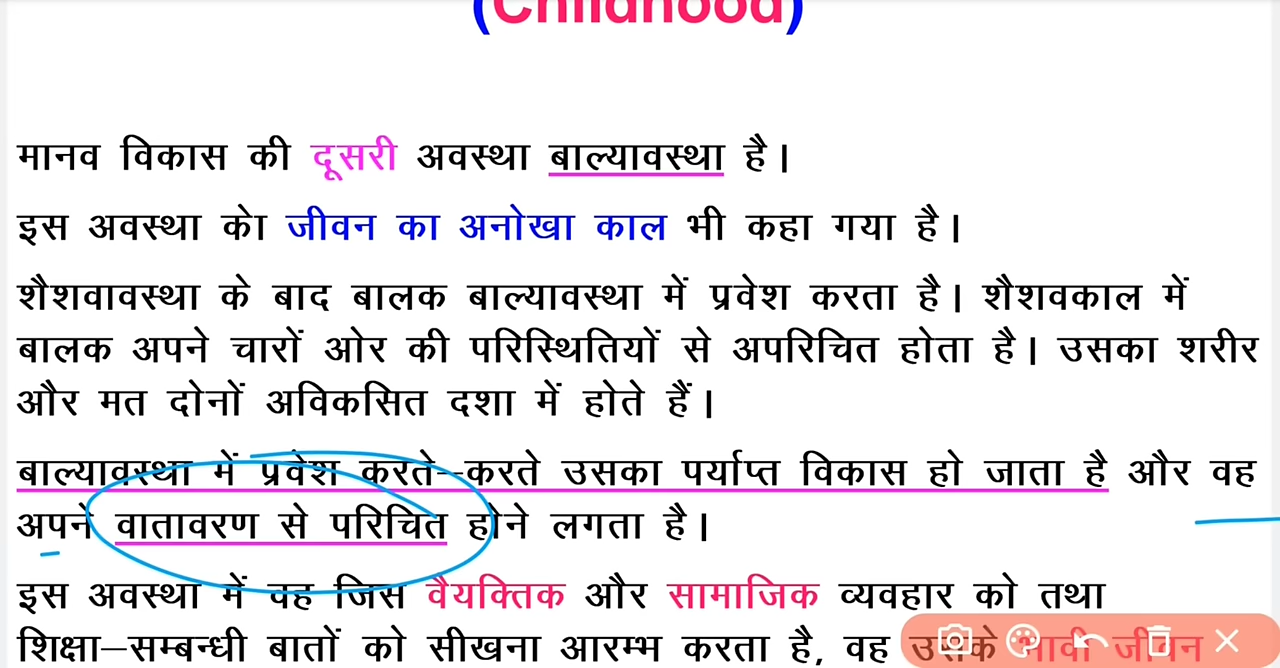 (Childhood)
मानव विकास की दूसरी अवस्था बाल्यावस्था है।
इस अवस्था केा जीवन का अनोखा काल भी कहा गया है।
शैशवावस्था के बाद बालक बाल्यावस्था में प्रवेश करता है। शैशवकाल में
बालक अपने चारों ओर की परिस्थितियों से अपरिचित होता है। उसका शरीर
और मत दोनों अविकसित दशा में होते हैं।
बाल्यावस्था में प्रवेश करते–करते उसका पर्याप्त विकास हो जाता है और वह
अपने वातावरण से परिचित होने लगता है।
इस अवस्था में वह जिस वैयक्तिक और सामाजिक व्यवहार को तथा
शिक्षा–सम्बन्धी बातों को सीखना आरम्भ करता है, वह उसके भावी जीवन